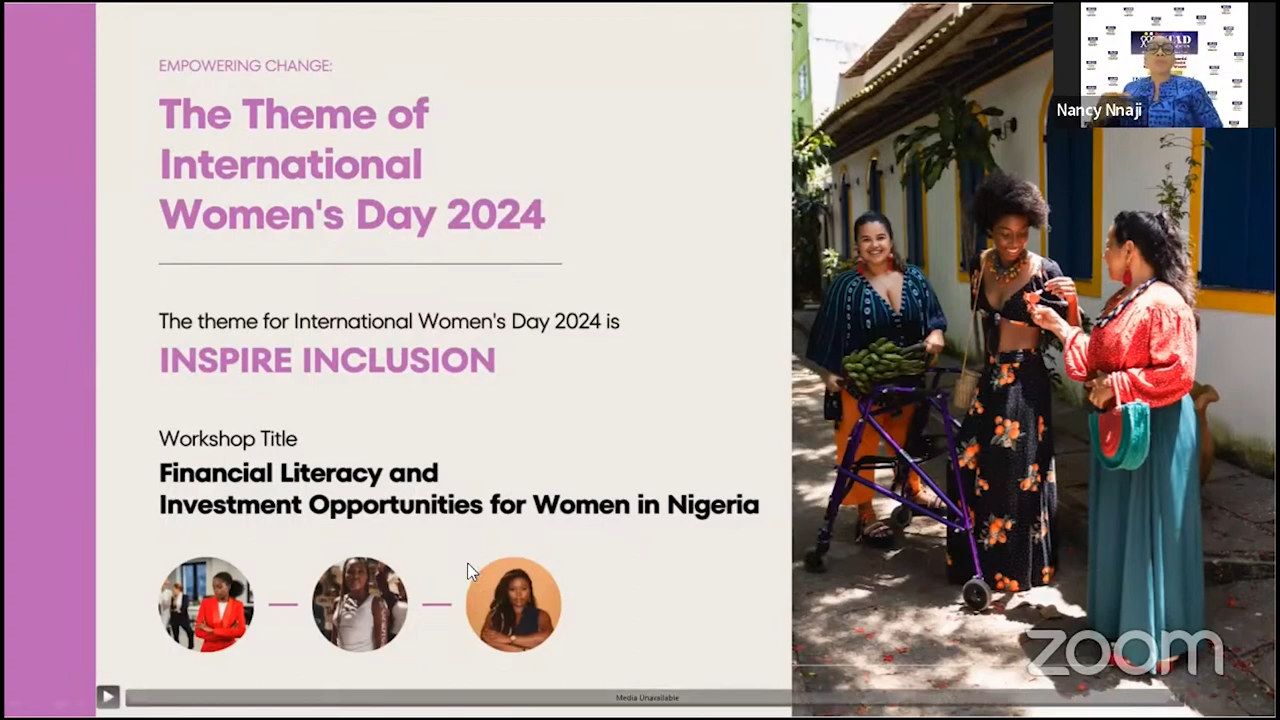 EMPOWERING CHANGE:
The Theme of
International
Women's Day 2024
The theme for International Women's Day 2024 is
INSPIRE INCLUSION
Workshop Title
Financial Literacy and
Investment Opportunities for Women in Nigeria
Media Unavailable
Nancy Nnaji
zoom